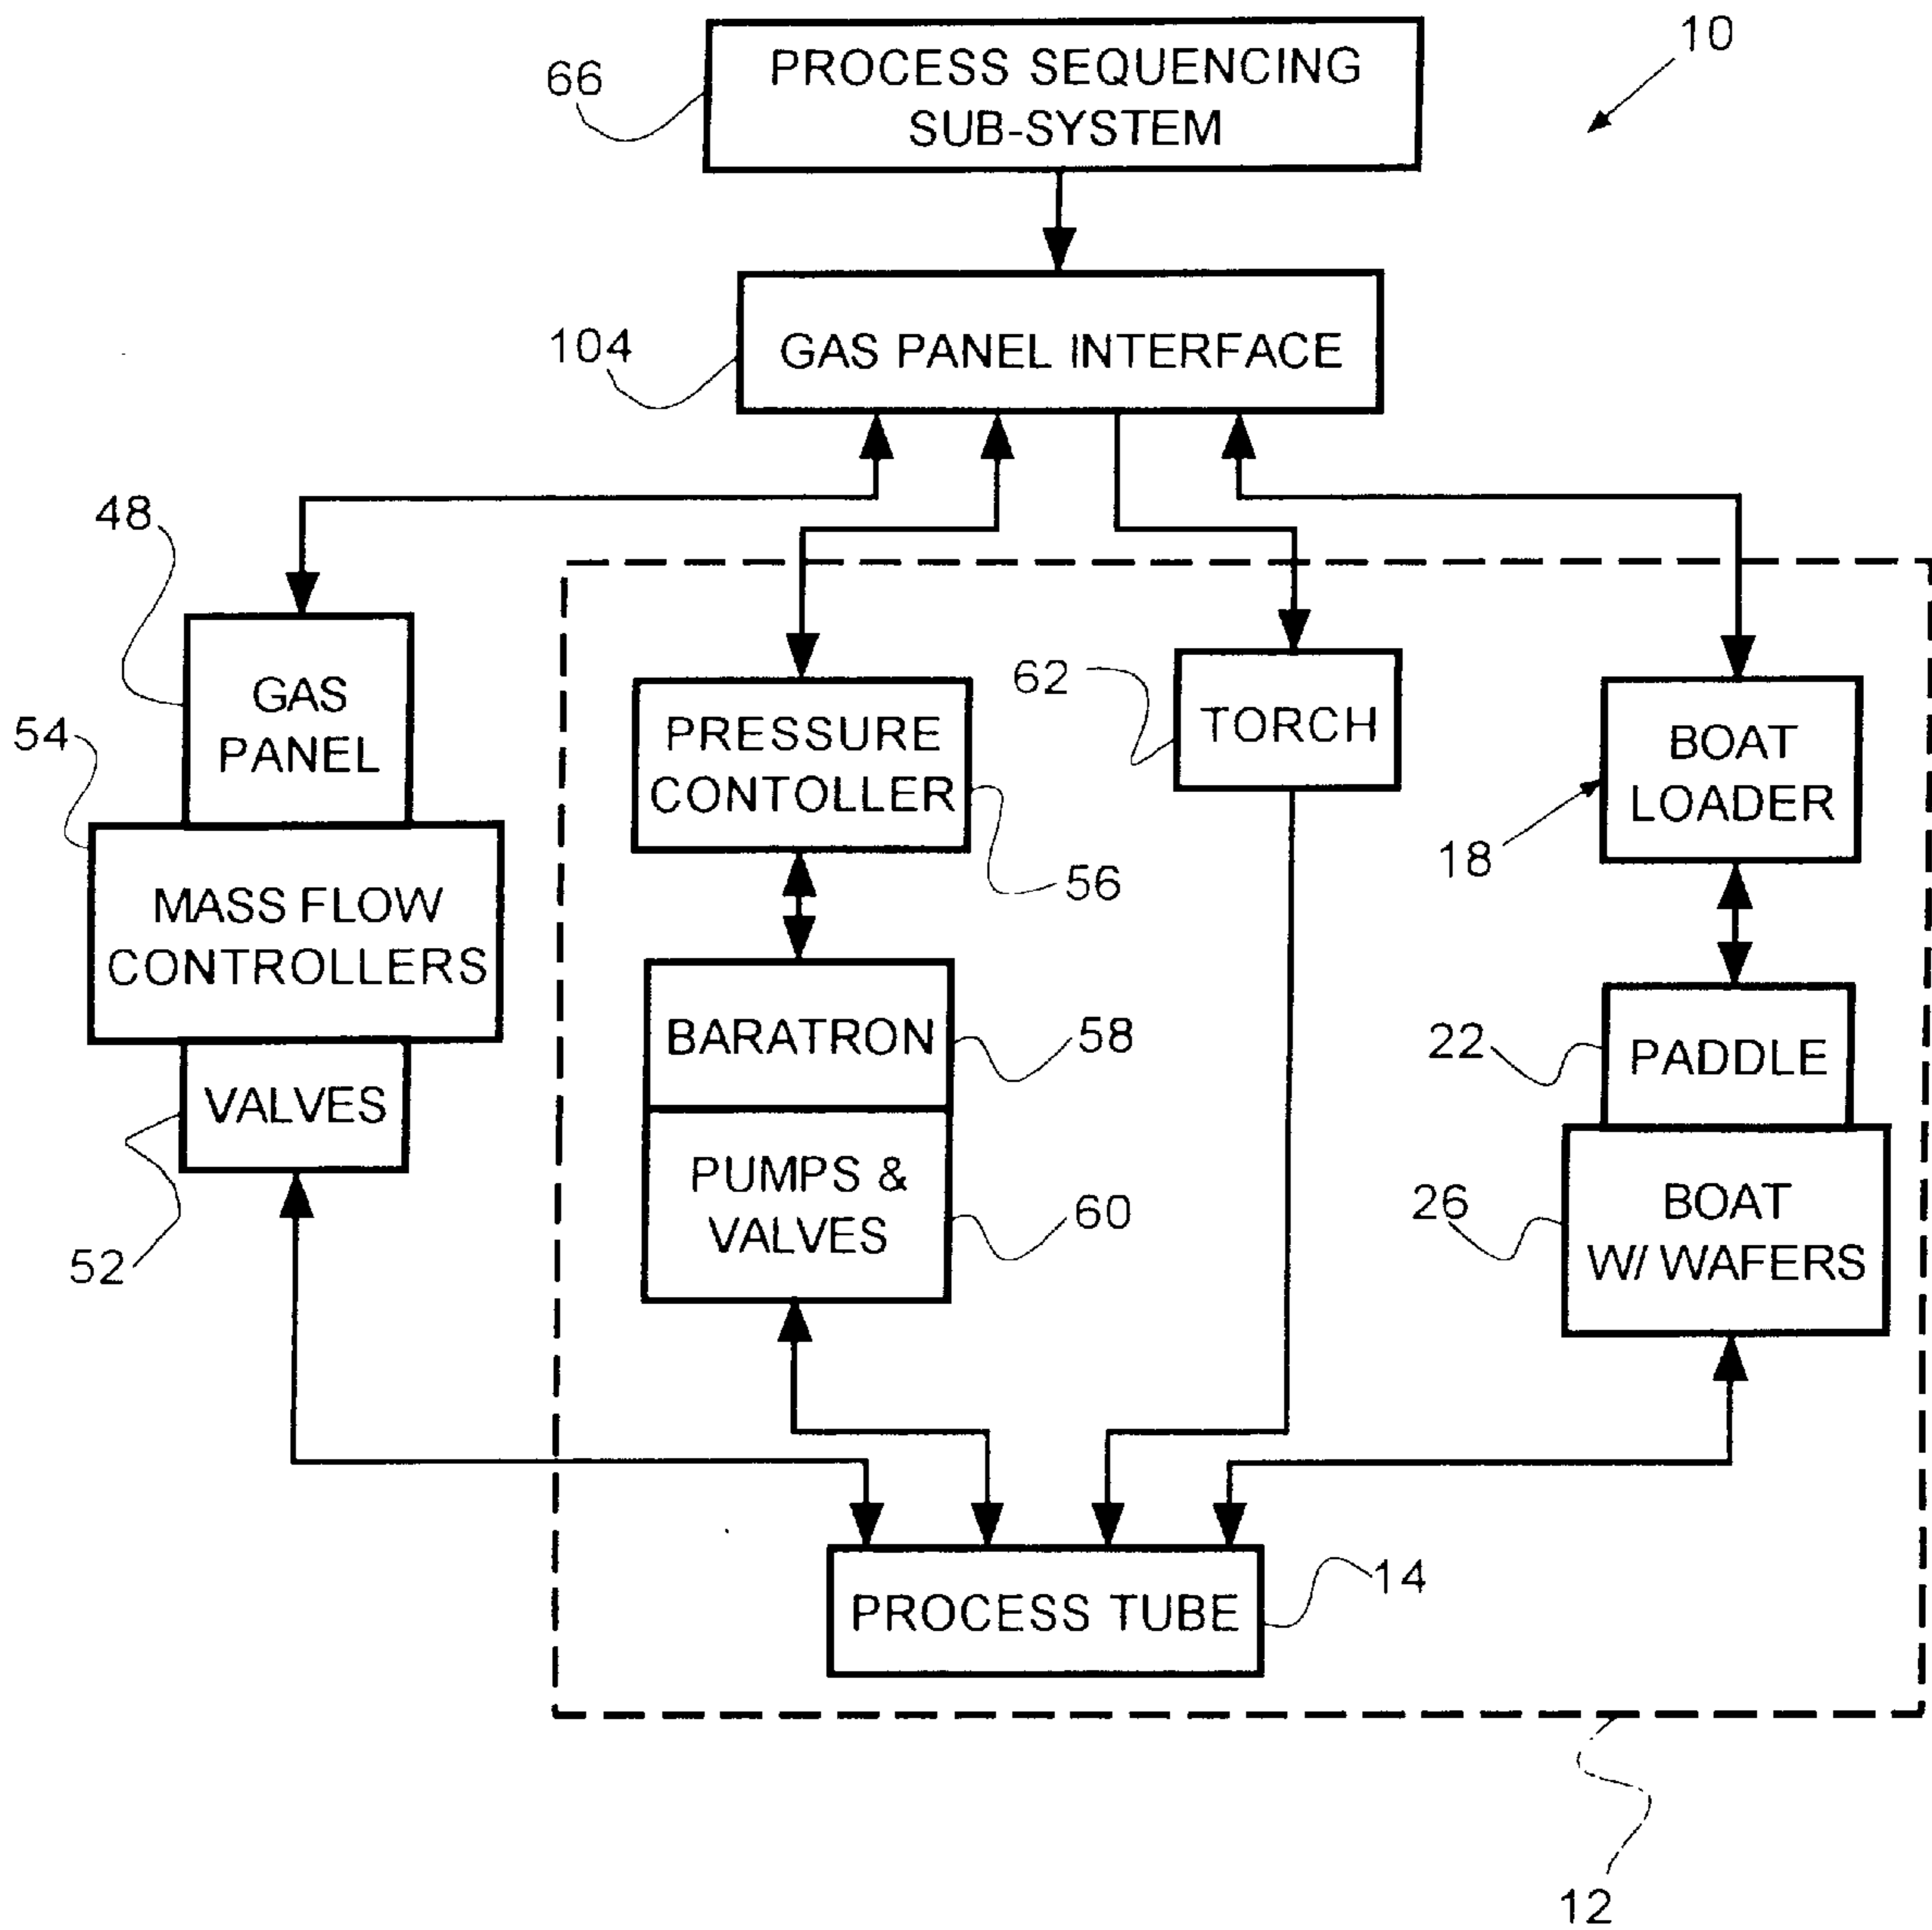 10
66
PROCESS SEQUENCING
SUB-SYSTEM
104
GAS PANEL INTERFACE
48
GAS
PANEL
54
MASS FLOW
CONTROLLERS
VALVES
52
PRESSURE
CONTOLLER
56
BARATRON
58
PUMPS &
VALVES
60
62
TORCH
BOAT
LOADER
18
22
PADDLE
26
BOAT
W/ WAFERS
PROCESS TUBE
14
12